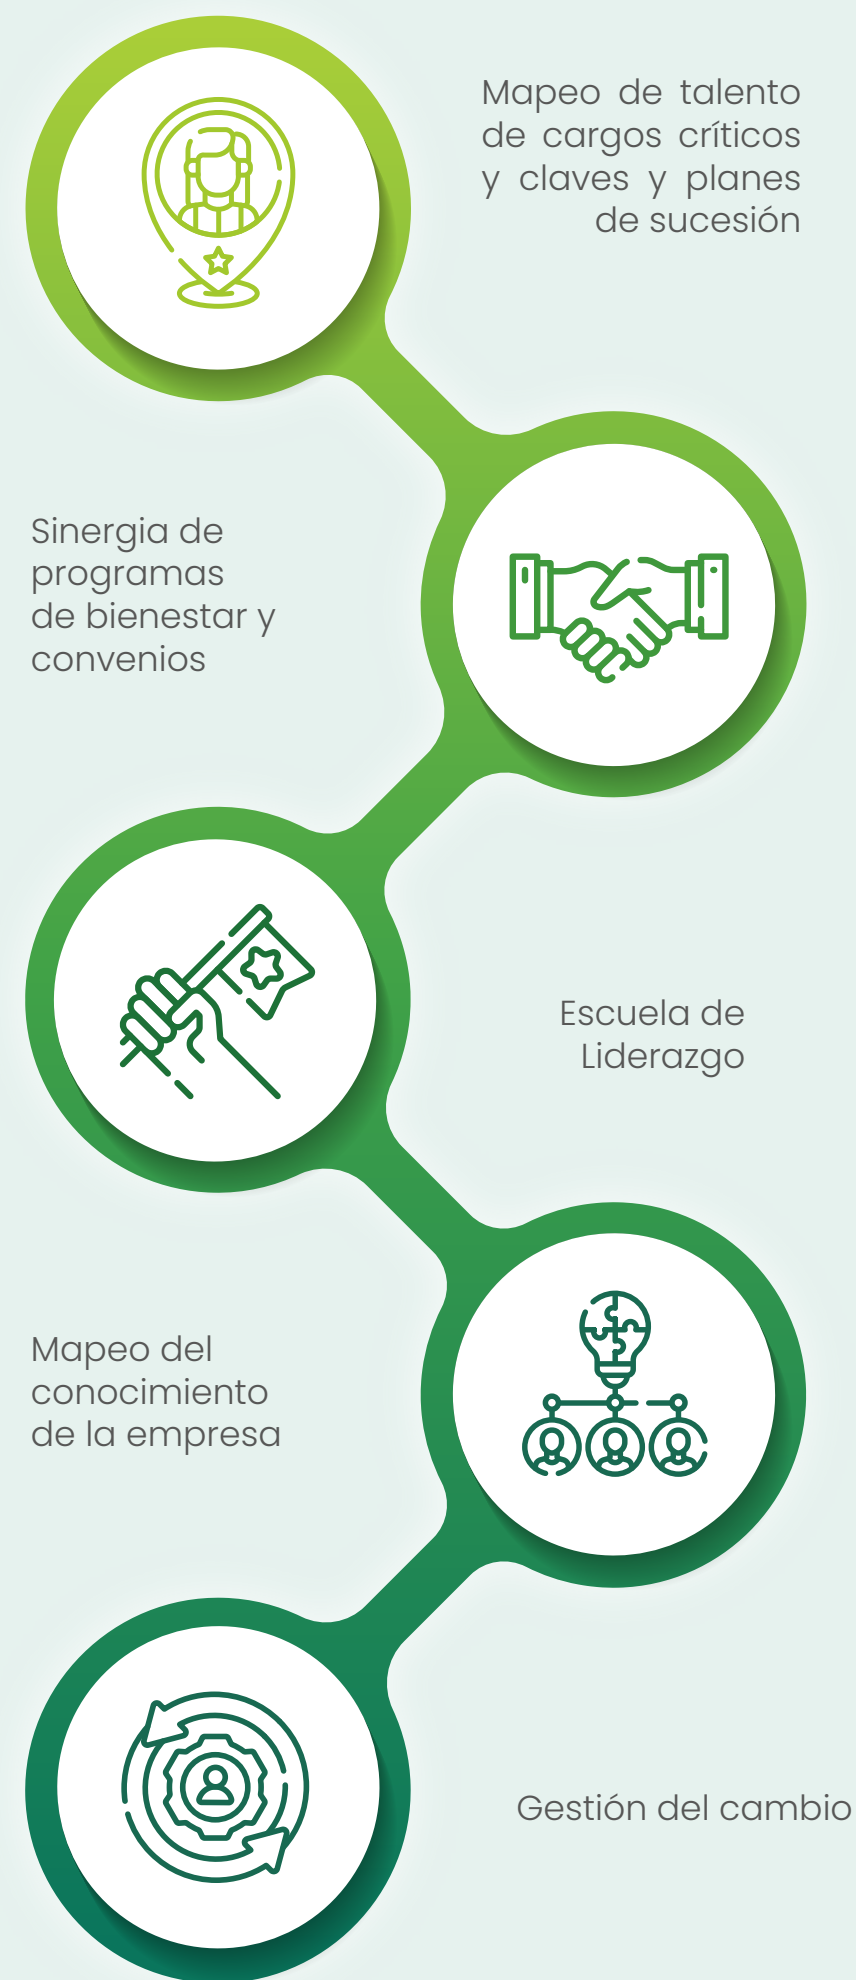 Mapeo de talento
de cargos críticos
y claves y planes
de sucesión
Sinergia de
programas
de bienestar y
convenios
Escuela de
Liderazgo
Mapeo del
conocimiento
de la empresa
Gestión del cambio